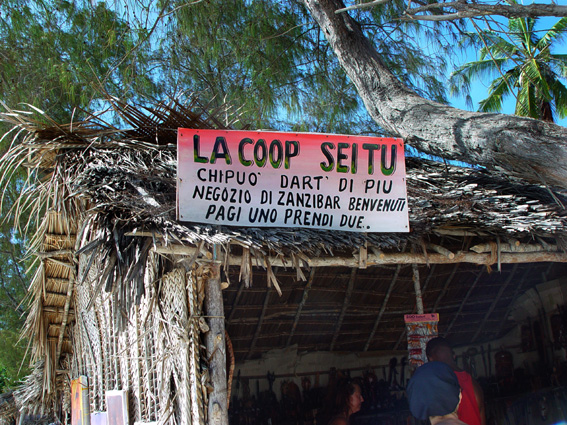 LA COOP SEI TU
CHIPUO' DART' DI PIU
NEGOZIO DI ZANZIBAR BENVENUTI
PAGI UNO PRENDI DUE..